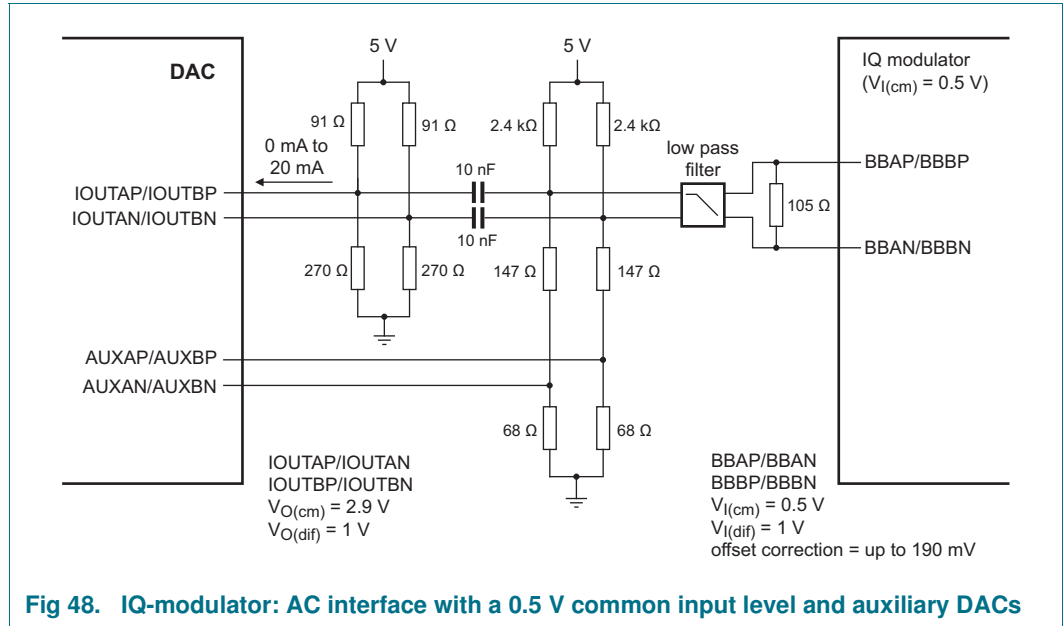 5 V
5 V
DAC
IQ modulator
(VI(cm) = 0.5 V)
91 Ω
91 Ω
2.4 kΩ
2.4 kΩ
0 mA to
20 mA
low pass
filter
10 nF
BBAP/BBBP
IOUTAP/IOUTBP
105 Ω
IOUTAN/IOUTBN
10 nF
BBAN/BBBN
270 Ω
270 Ω
147 Ω
147 Ω
AUXAP/AUXBP
AUXAN/AUXBN
68 Ω
68 Ω
IOUTAP/IOUTAN
IOUTBP/IOUTBN
VO(cm) = 2.9 V
VO(dif) = 1 V
BBAP/BBAN
BBBP/BBBN
VI(cm) = 0.5 V
VI(dif) = 1 V
offset correction = up to 190 mV
Fig 48. IQ-modulator: AC interface with a 0.5 V common input level and auxiliary DACs